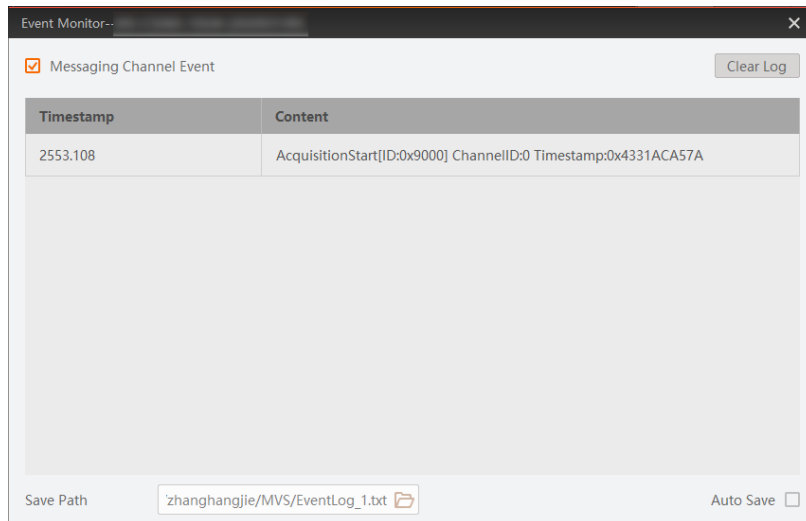 Event Monitor--
Messaging Channel Event
Clear Log
Timestamp Content
2553.108 AcquisitionStart[ID:0x9000] ChannelID:0 Timestamp:0x4331ACA57A
Save Path zhanghangjie/MVS/EventLog_1.txt Auto Save